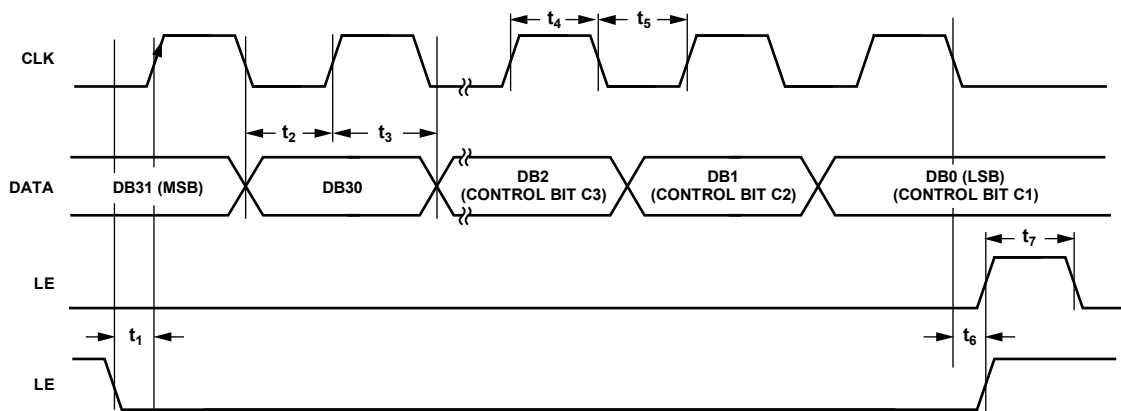 t4
t5
CLK
t2
t3
DATA
DB31 (MSB)
DB30
DB2
(CONTROL BIT C3)
DB1
(CONTROL BIT C2)
DB0 (LSB)
(CONTROL BIT C1)
t7
LE
t1
t6
LE